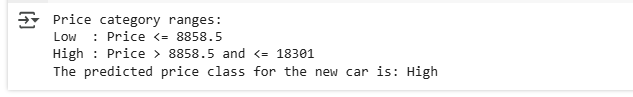 Price category ranges:
Low  : Price <= 8858.5
High : Price > 8858.5 and <= 18301
The predicted price class for the new car is: High